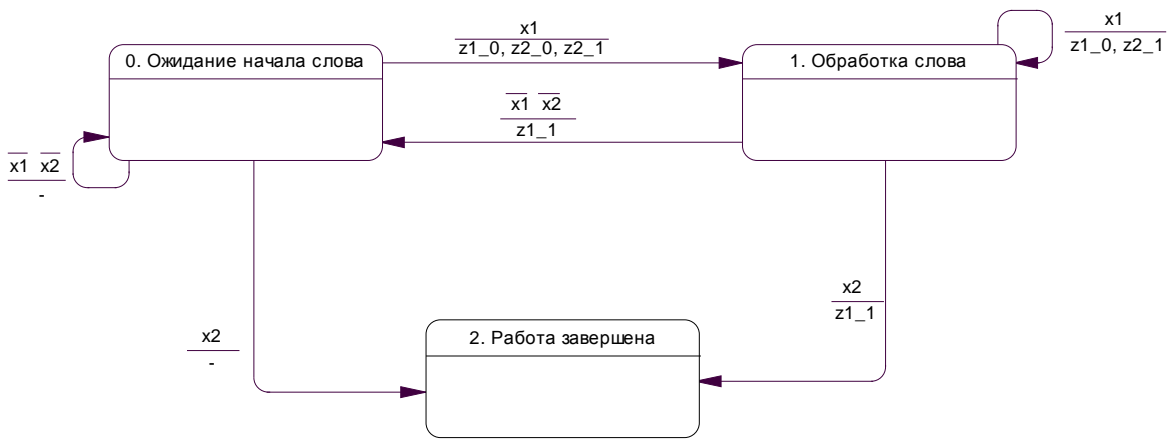 x1
z1_0, z2_0, z2_1
x1
z1_0, z2_1
0. Ожидание начала слова
1. Обработка слова
x1 x2
z1_1
x1 x2
-
x2
z1_1
x2
-
2. Работа завершена